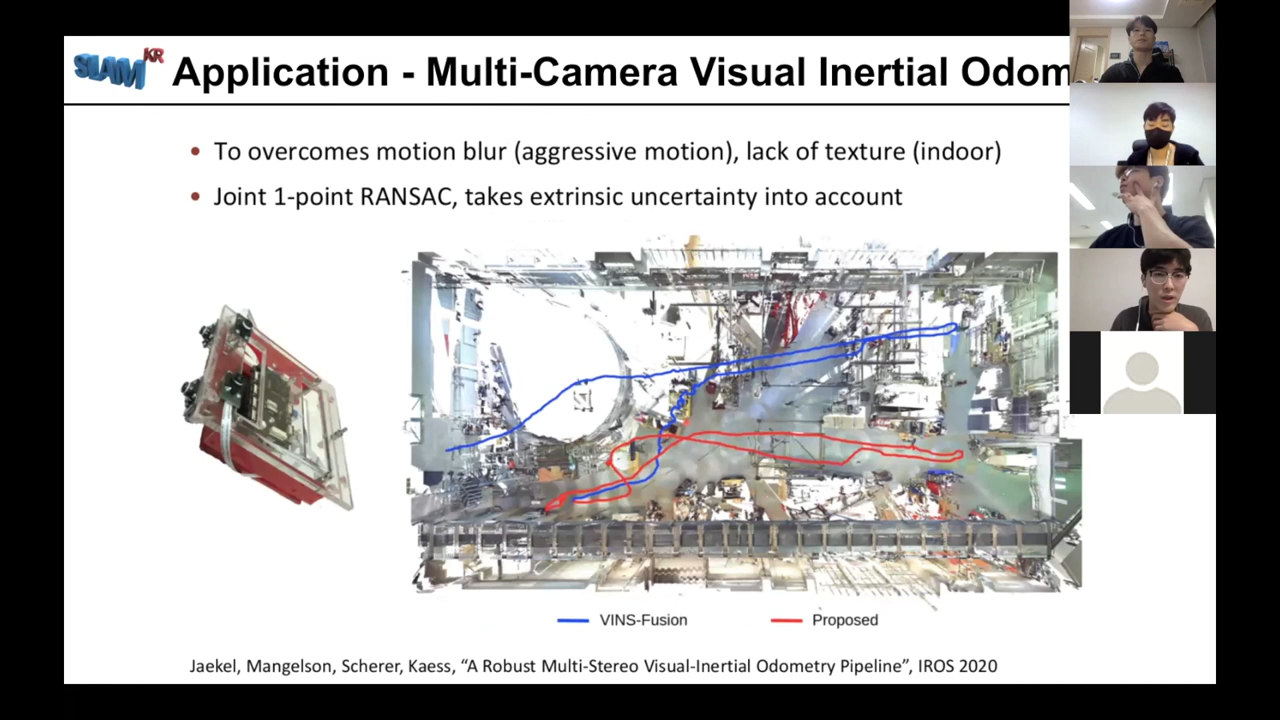 SLAM KR
Application - Multi-Camera Visual Inertial Odom
• To overcomes motion blur (aggressive motion), lack of texture (indoor)
• Joint 1-point RANSAC, takes extrinsic uncertainty into account
VINS-Fusion
Proposed
Jaekel, Mangelson, Scherer, Kaess, “A Robust Multi-Stereo Visual-Inertial Odometry Pipeline”, IROS 2020